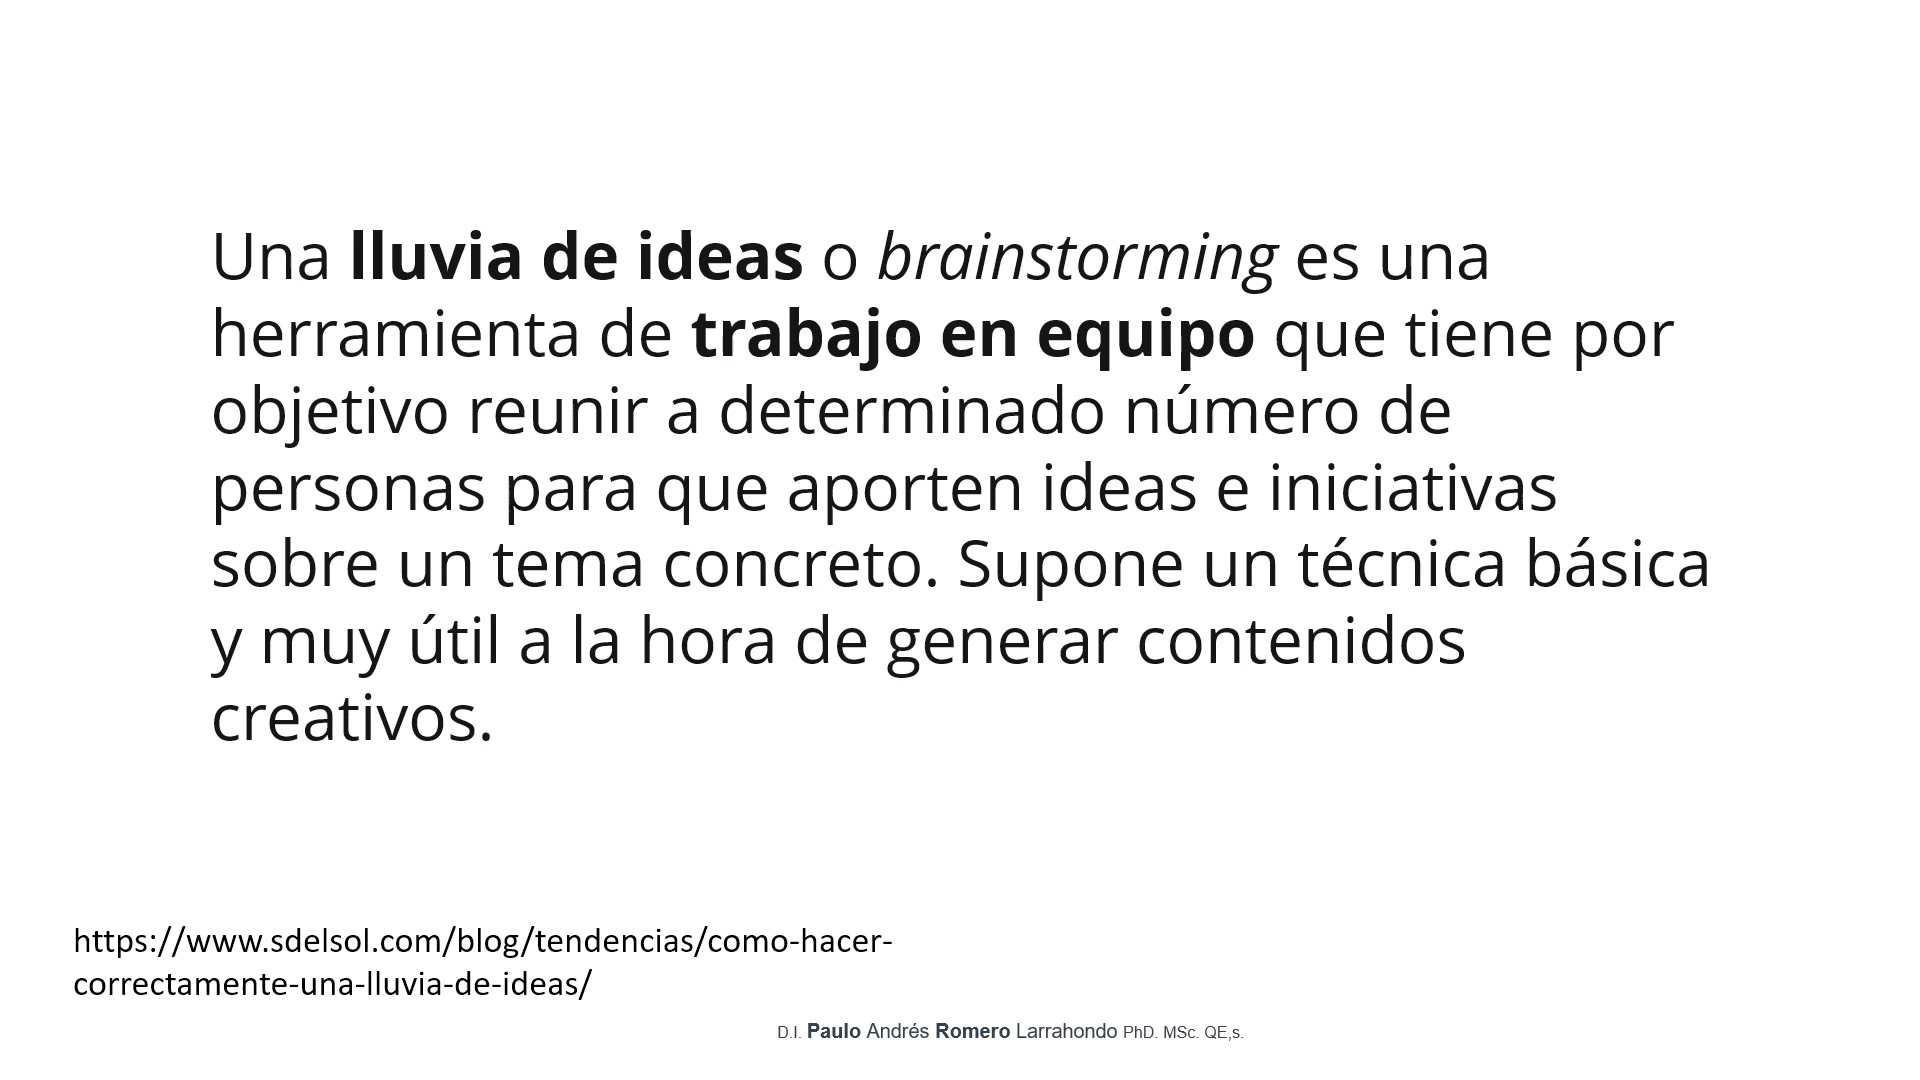 Una lluvia de ideas o brainstorming es una
herramienta de trabajo en equipo que tiene por
objetivo reunir a determinado número de
personas para que aporten ideas e iniciativas
sobre un tema concreto. Supone un técnica básica
y muy útil a la hora de generar contenidos
creativos.
https://www.sdelsol.com/blog/tendencias/como-hacer-
correctamente-una-lluvia-de-ideas/
D.I. Paulo Andrés Romero Larrahondo PhD. MSc. QE,s.